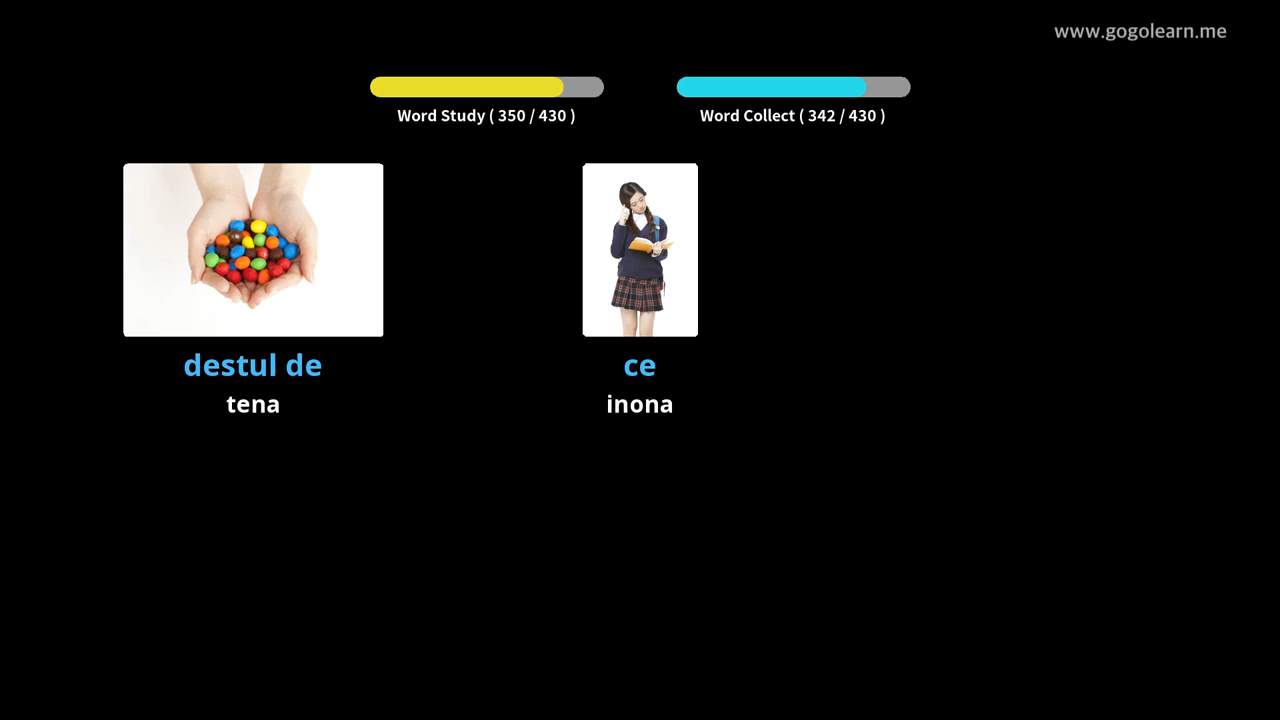 www.gogolearn.me
Word Study ( 350 / 430 )
Word Collect ( 342 / 430 )
destul de
tena
ce
inona